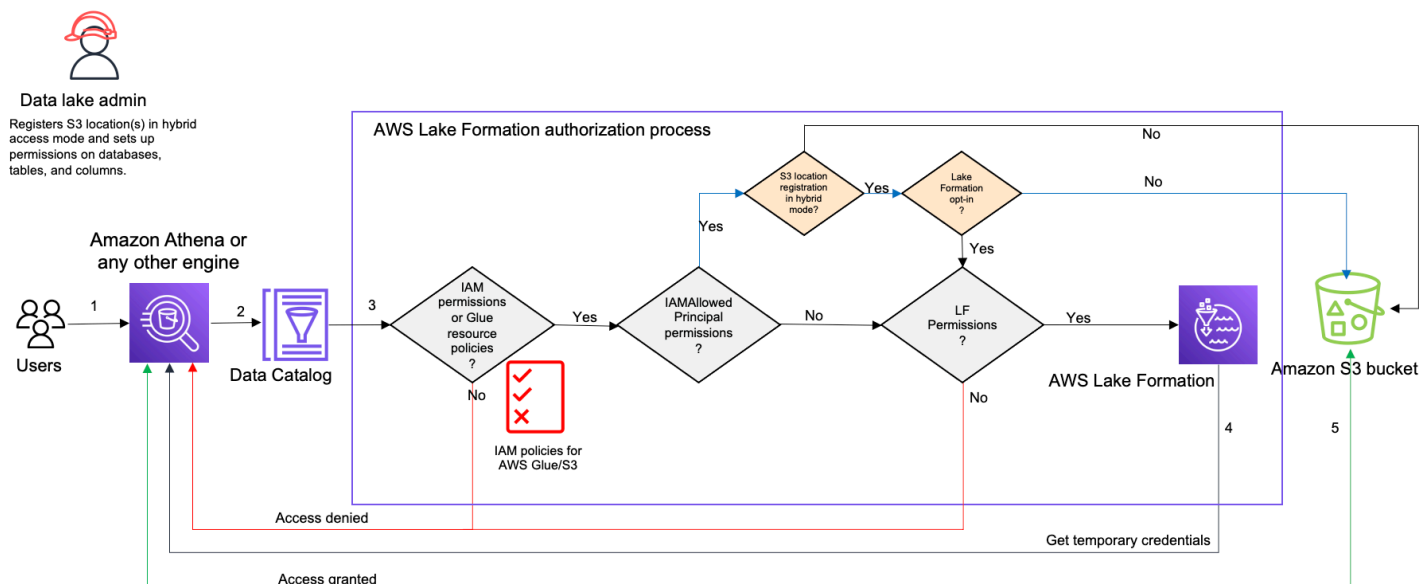 Data lake admin
Registers S3 location(s) in hybrid
access mode and sets up
permissions on databases,
tables, and columns.
AWS Lake Formation authorization process
No
S3 location
registration
in hybrid
mode?
Yes
Lake
Formation
opt-in
?
No
Yes
Yes
Amazon Athena or
any other engine
1
2
3
IAM
permissions
or Glue
resource
policies
?
Yes
IAMAllowed
Principal
permissions
?
No
LF
Permissions
?
Yes
Users
Data Catalog
AWS Lake Formation
Amazon S3 bucket
No
No
4
5
IAM policies for
AWS Glue/S3
Access denied
Get temporary credentials
Access granted